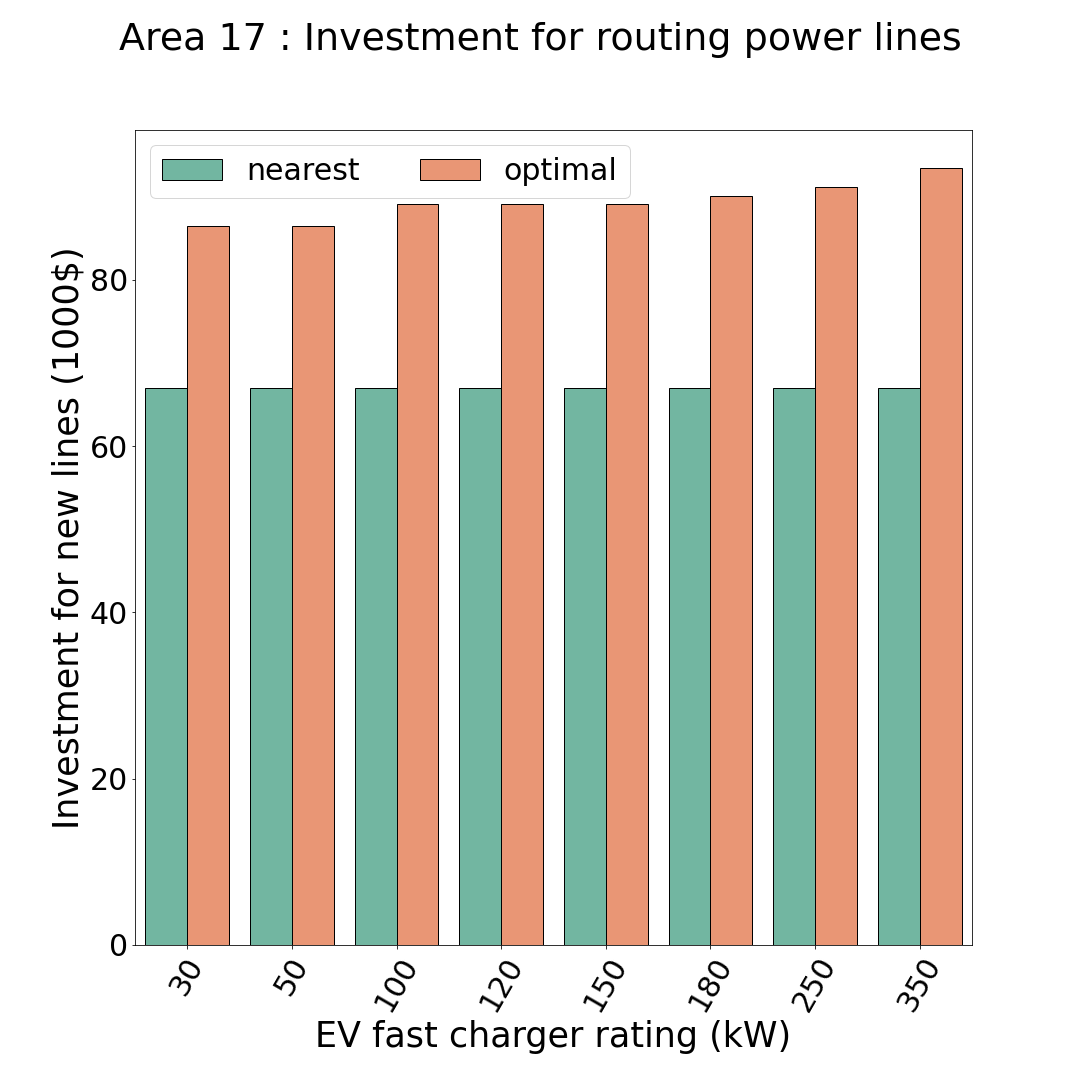 Area 17 : Investment for routing power lines
nearest
optimal
Investment for new lines (1000$)
80
60
40
20
0
30
50
100
120
150
180
250
350
EV fast charger rating (kW)